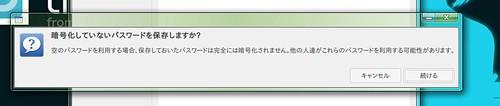 from
暗号化していないパスワードを保存しますか?
空のパスワードを利用する場合、保存しておいたパスワードは完全には暗号化されません。他の人達がこれらのパスワードを利用する可能性があります。
キャンセル
続ける